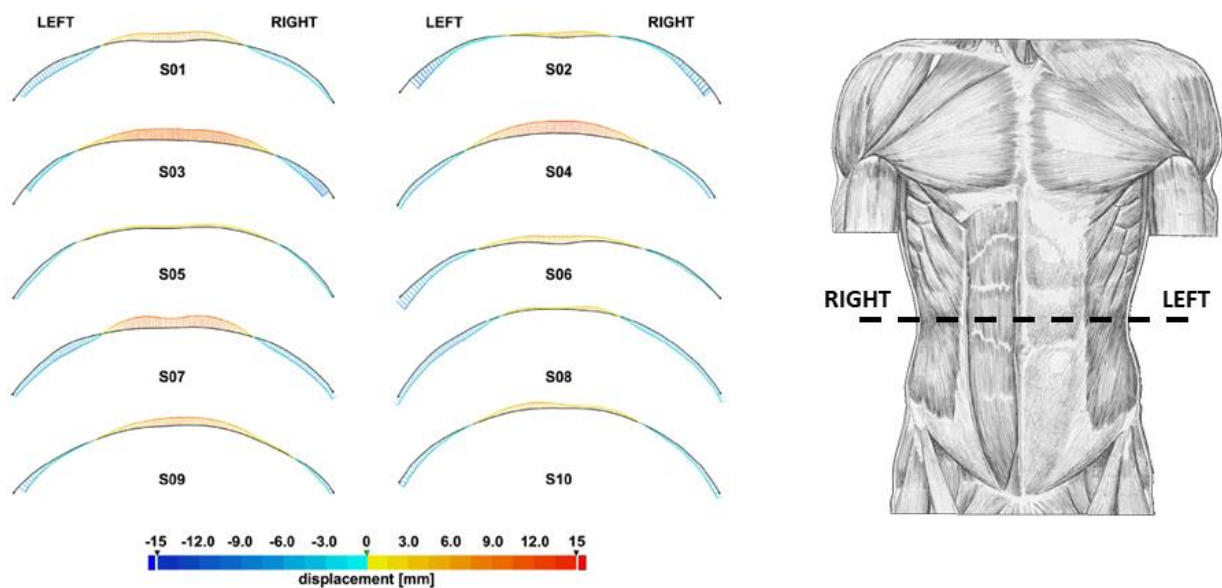 LEFT RIGHT
S01
LEFT RIGHT
S02
S03
S04
S05
S06
S07
S08
S09
S10
-15 -12.0 -9.0 -6.0 -3.0 0 3.0 6.0 9.0 12.0 15
displacement [mm]
RIGHT LEFT